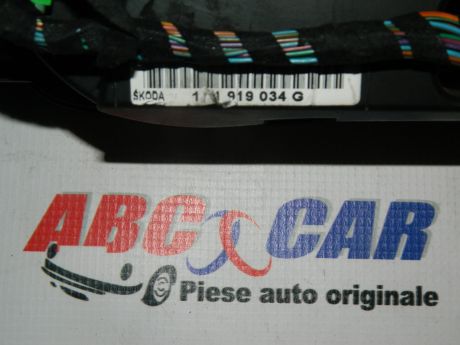 ŠKODA 919 034 G
ABC CAR
Piese auto originale